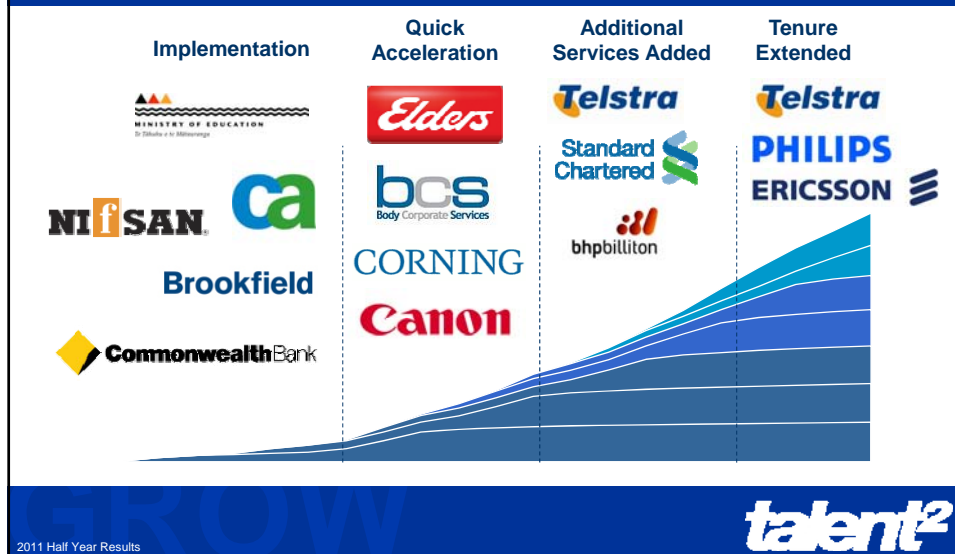 Implementation
Quick
Acceleration
Additional
Services Added
Tenure
Extended
MINISTRY OF EDUCATION
Te Tāhuhu o te Mātauranga
NIfSAN
ca
Brookfield
CommonwealthBank
Elders
bcs
Body Corporate Services
CORNING
Canon
Telstra
Standard
Chartered
bhpbilliton
Telstra
PHILIPS
ERICSSON
GROW
2011 Half Year Results
talent2